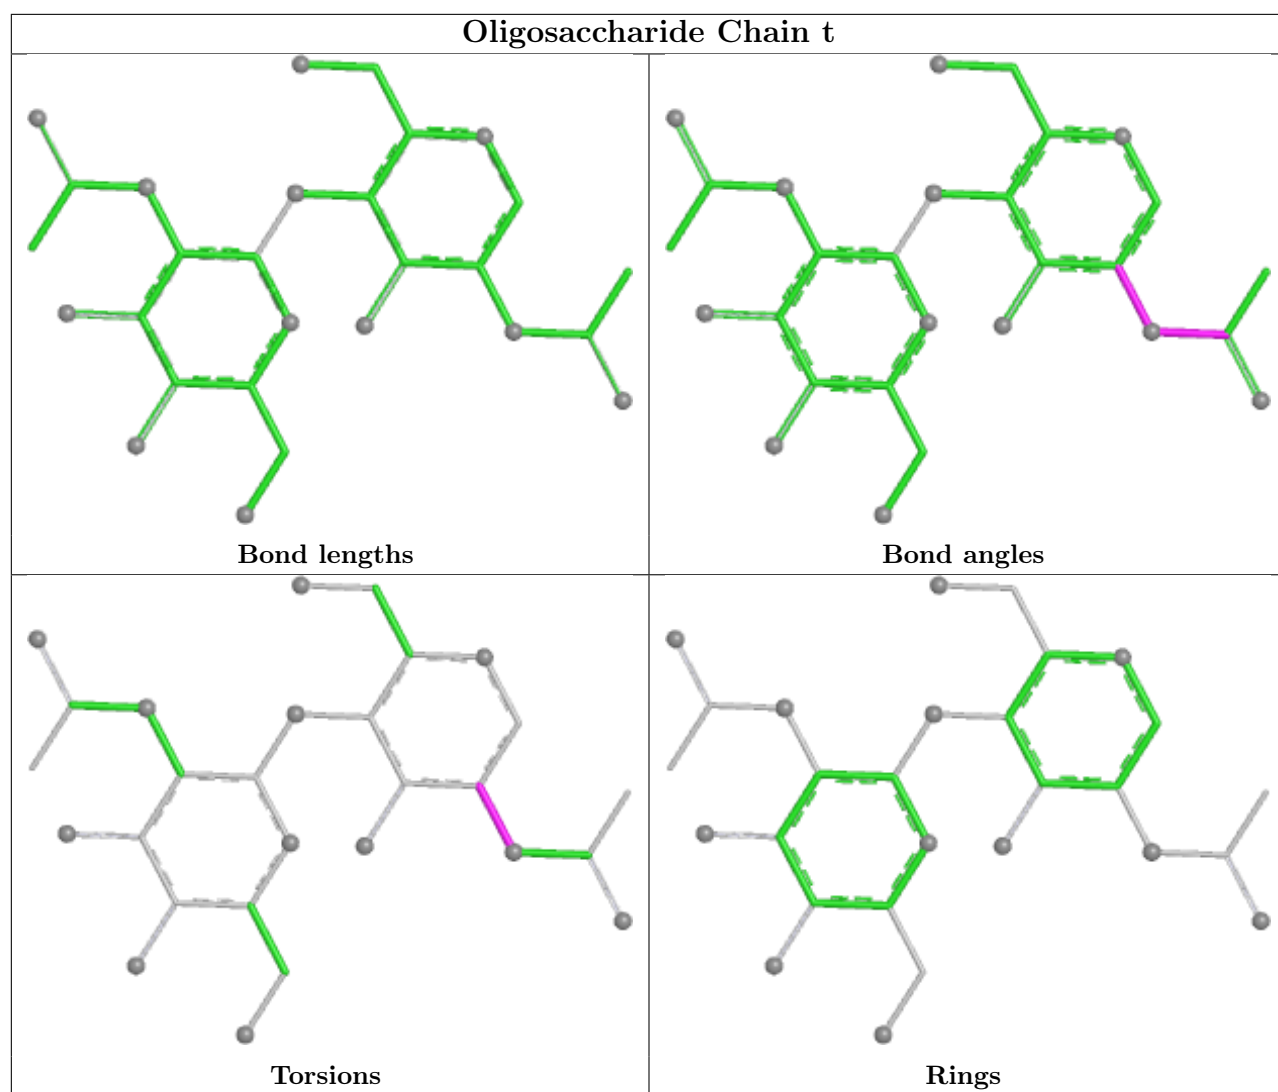 Oligosaccharide Chain t
Bond lengths
Bond angles
Torsions
Rings